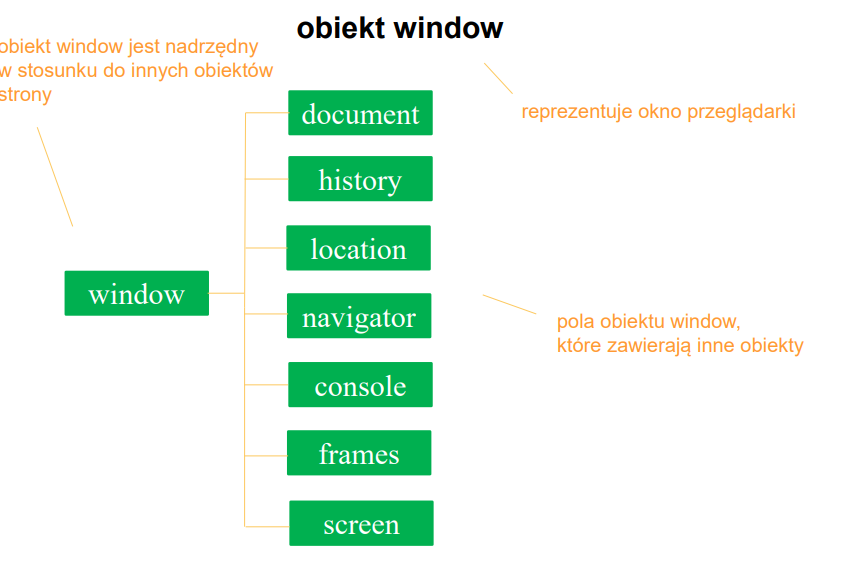 obiekt window
obiekt window jest nadrzędny
w stosunku do innych obiektów
strony
reprezentuje okno przeglądarki
document
history
location
window
navigator
console
frames
screen
pola obiektu window,
które zawierają inne obiekty